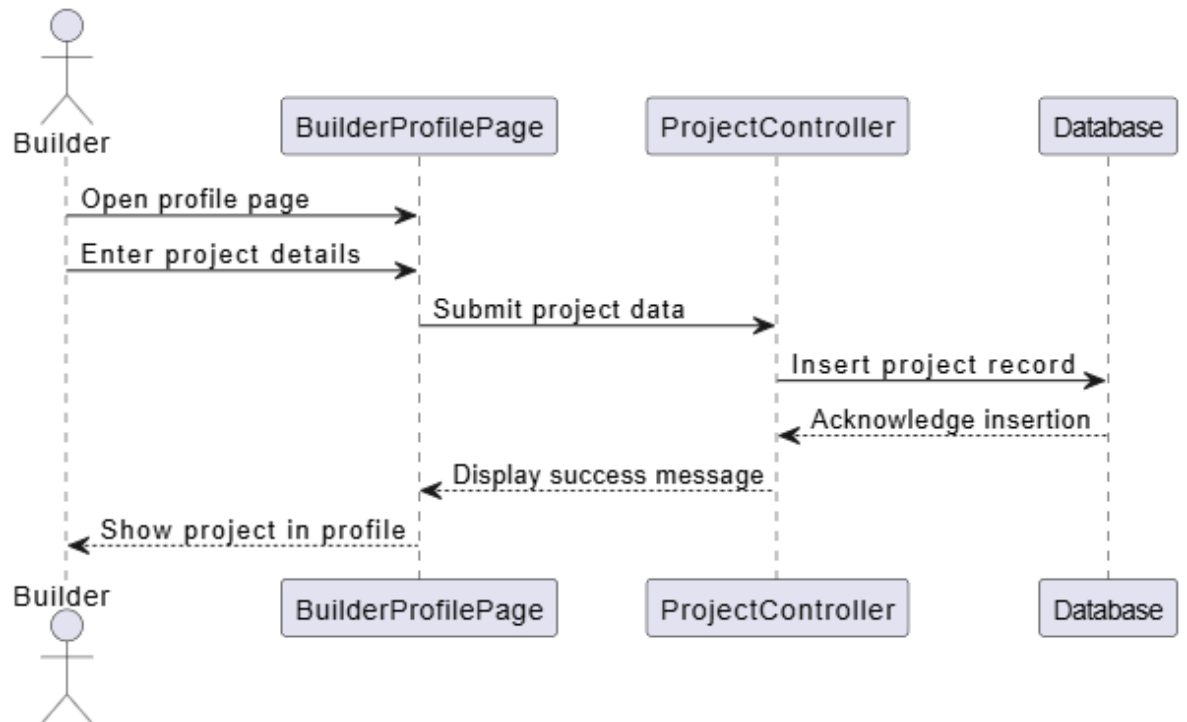 Builder
BuilderProfilePage
ProjectController
Database
Open profile page
Enter project details
Submit project data
Insert project record
Acknowledge insertion
Display success message
Show project in profile
Builder
BuilderProfilePage
ProjectController
Database